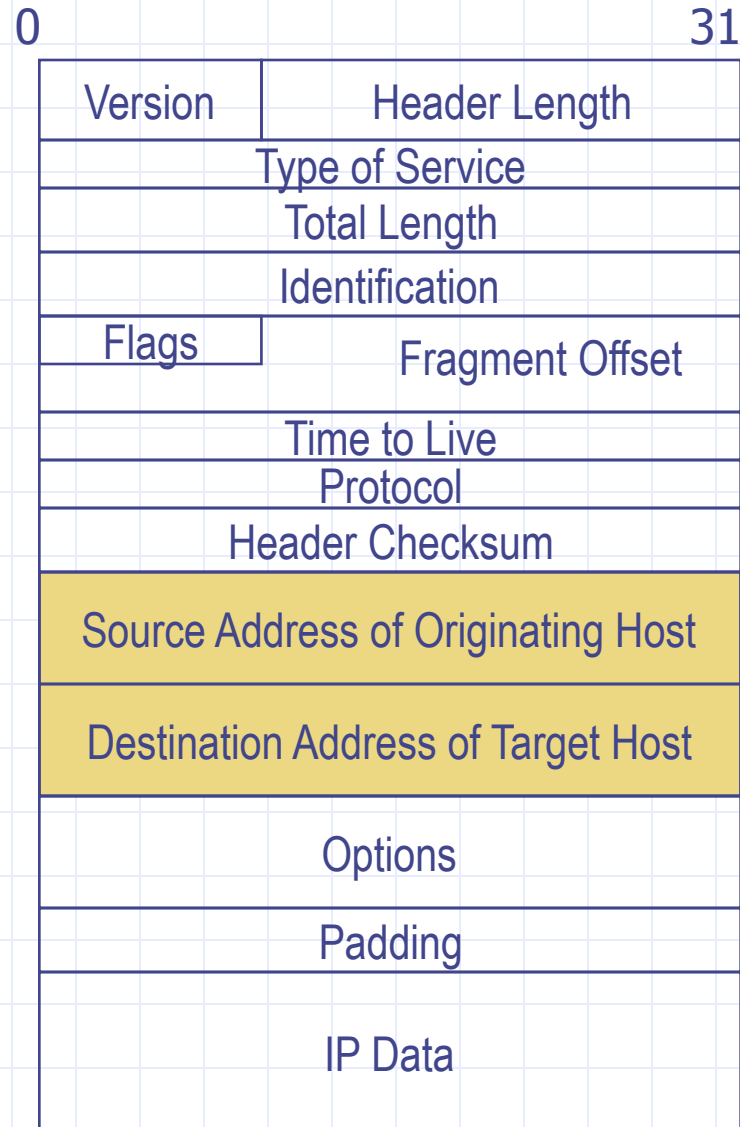 0 31
Version Header Length
Type of Service
Total Length
Identification
Flags Fragment Offset
Time to Live
Protocol
Header Checksum
Source Address of Originating Host
Destination Address of Target Host
Options
Padding
IP Data